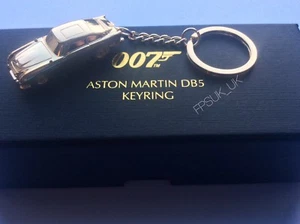 007
ASTON MARTIN DB5
KEYRING
FPSUK_UK